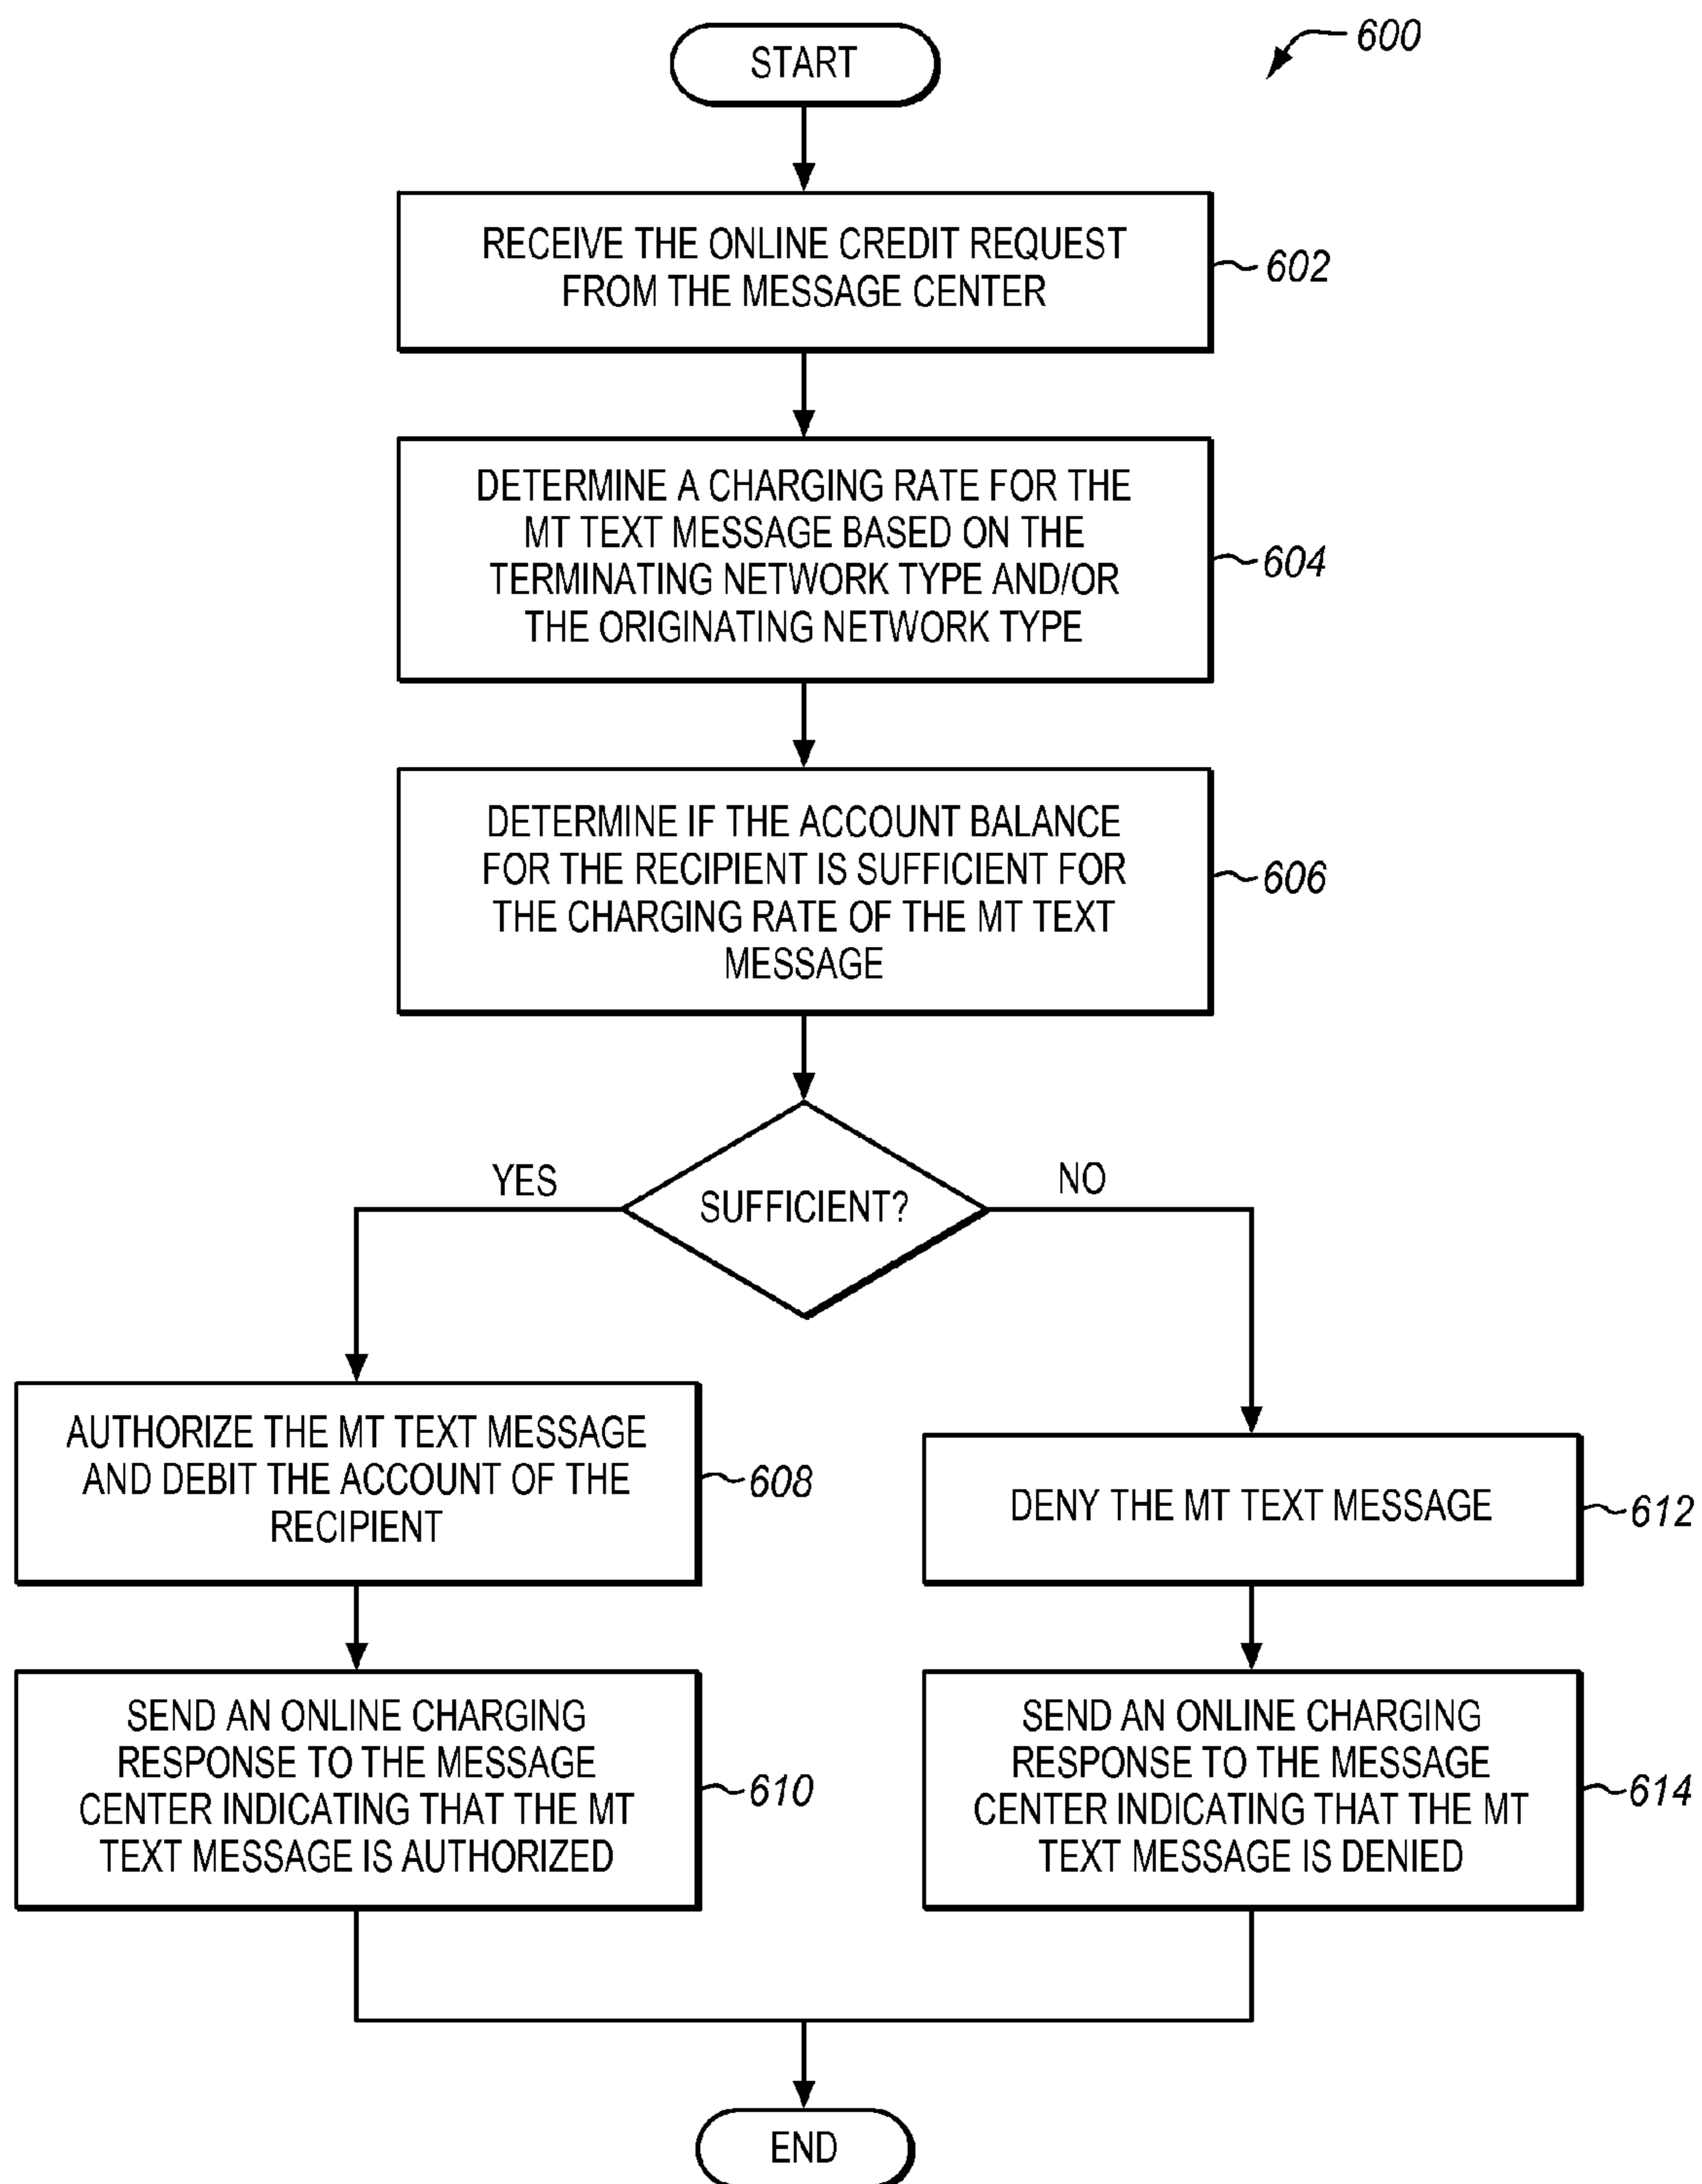 START
600
RECEIVE THE ONLINE CREDIT REQUEST
FROM THE MESSAGE CENTER
602
DETERMINE A CHARGING RATE FOR THE
MT TEXT MESSAGE BASED ON THE
TERMINATING NETWORK TYPE AND/OR
THE ORIGINATING NETWORK TYPE
604
DETERMINE IF THE ACCOUNT BALANCE
FOR THE RECIPIENT IS SUFFICIENT FOR
THE CHARGING RATE OF THE MT TEXT
MESSAGE
606
YES
SUFFICIENT?
NO
AUTHORIZE THE MT TEXT MESSAGE
AND DEBIT THE ACCOUNT OF THE
RECIPIENT
608
DENY THE MT TEXT MESSAGE
612
SEND AN ONLINE CHARGING
RESPONSE TO THE MESSAGE
CENTER INDICATING THAT THE MT
TEXT MESSAGE IS AUTHORIZED
610
SEND AN ONLINE CHARGING
RESPONSE TO THE MESSAGE
CENTER INDICATING THAT THE MT
TEXT MESSAGE IS DENIED
614
END